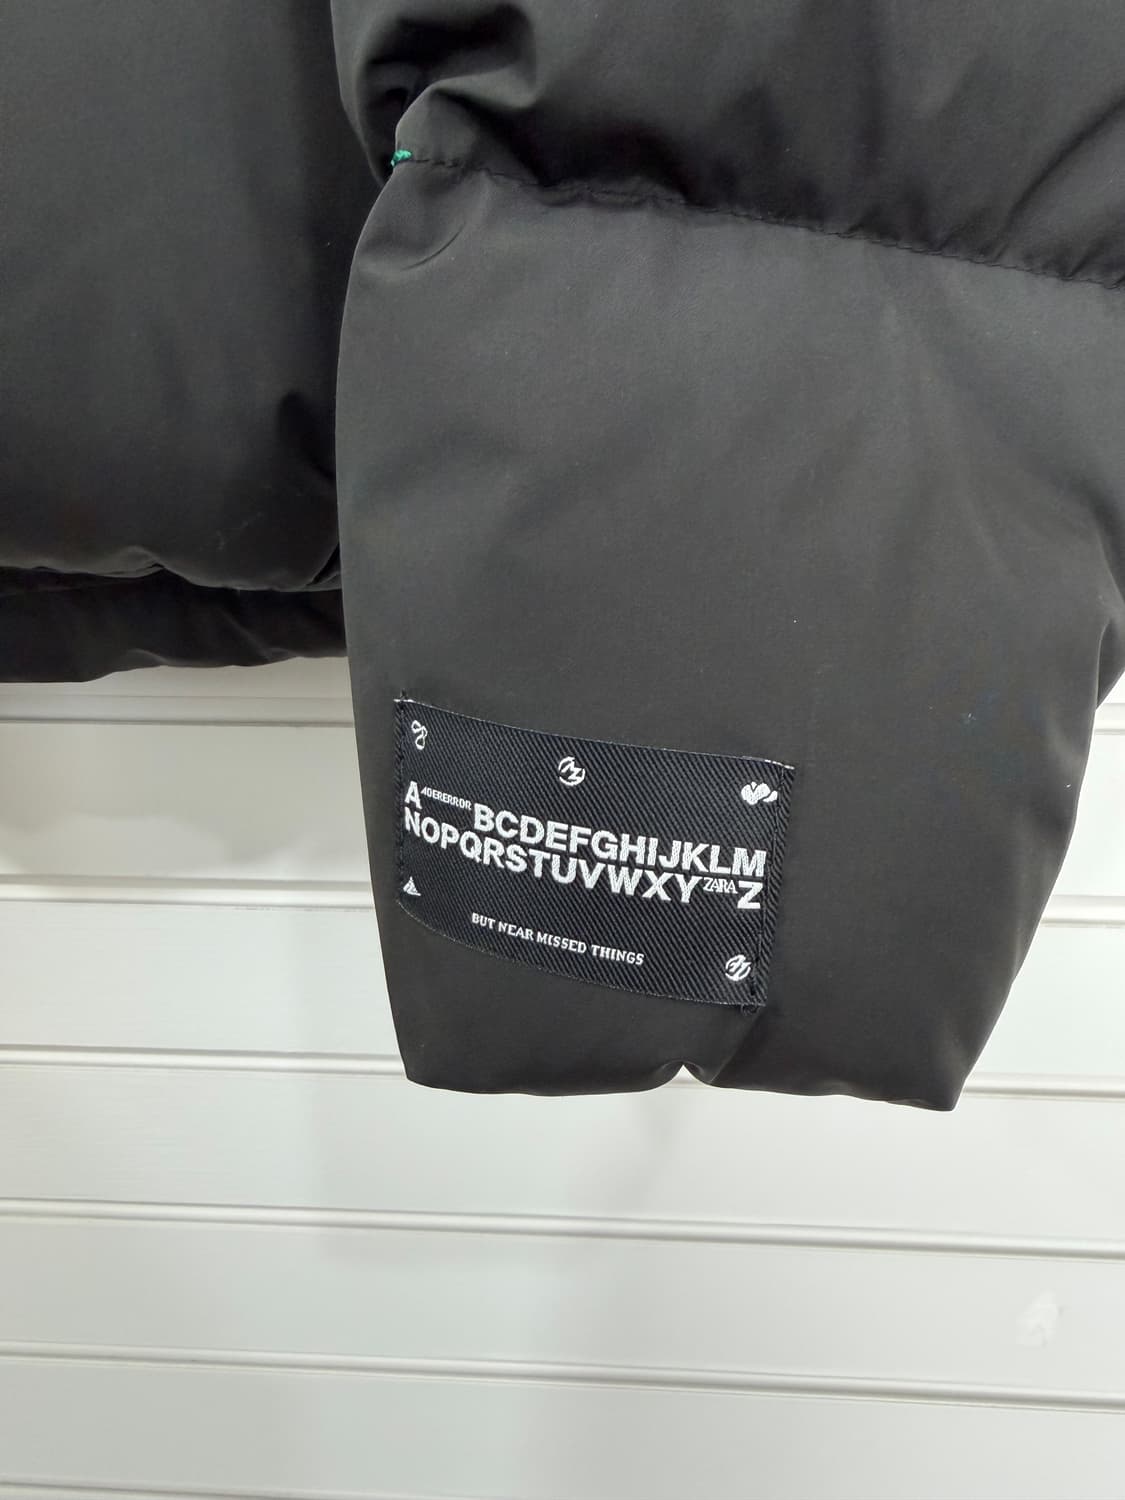 A ADERERROR BCDEFGHIJKLM
NOPQRSTUVWXY ZARA Z
BUT NEAR MISSED THINGS